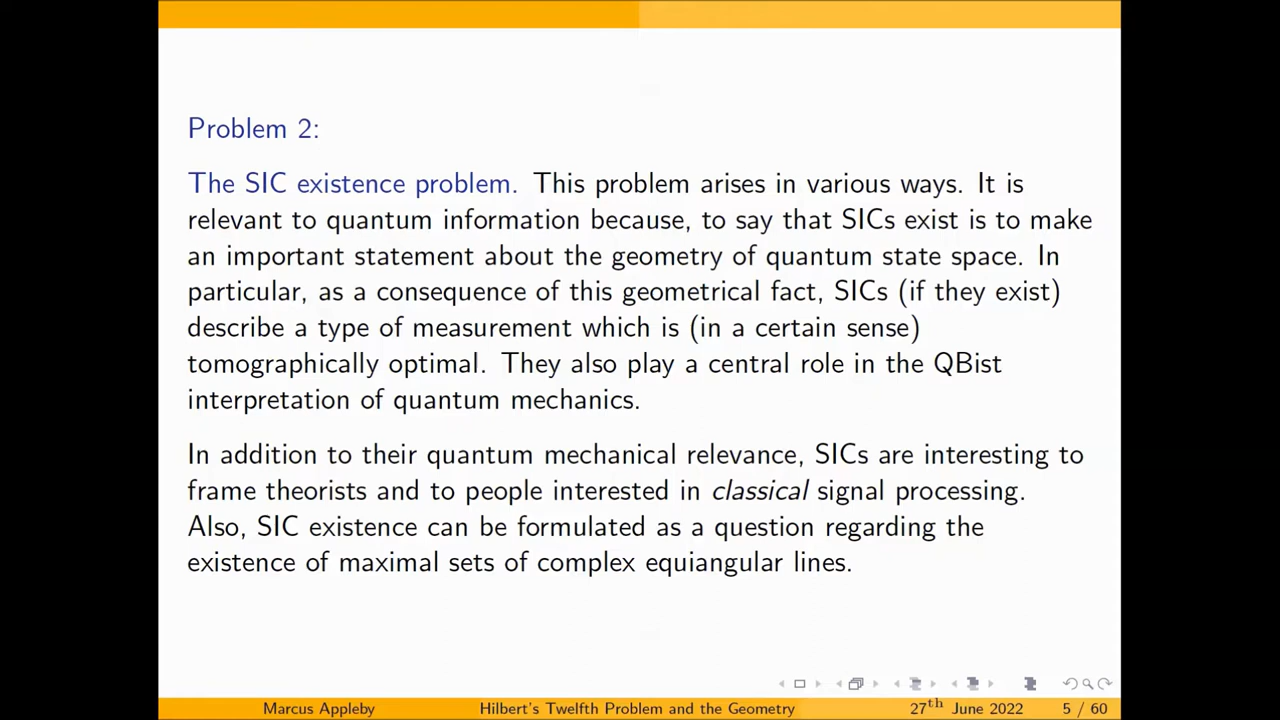 Problem 2:
The SIC existence problem. This problem arises in various ways. It is
relevant to quantum information because, to say that SICs exist is to make
an important statement about the geometry of quantum state space. In
particular, as a consequence of this geometrical fact, SICs (if they exist)
describe a type of measurement which is (in a certain sense)
tomographically optimal. They also play a central role in the QBist
interpretation of quantum mechanics.
In addition to their quantum mechanical relevance, SICs are interesting to
frame theorists and to people interested in classical signal processing.
Also, SIC existence can be formulated as a question regarding the
existence of maximal sets of complex equiangular lines.
Marcus Appleby Hilbert's Twelfth Problem and the Geometry 27th June 2022 5 / 60